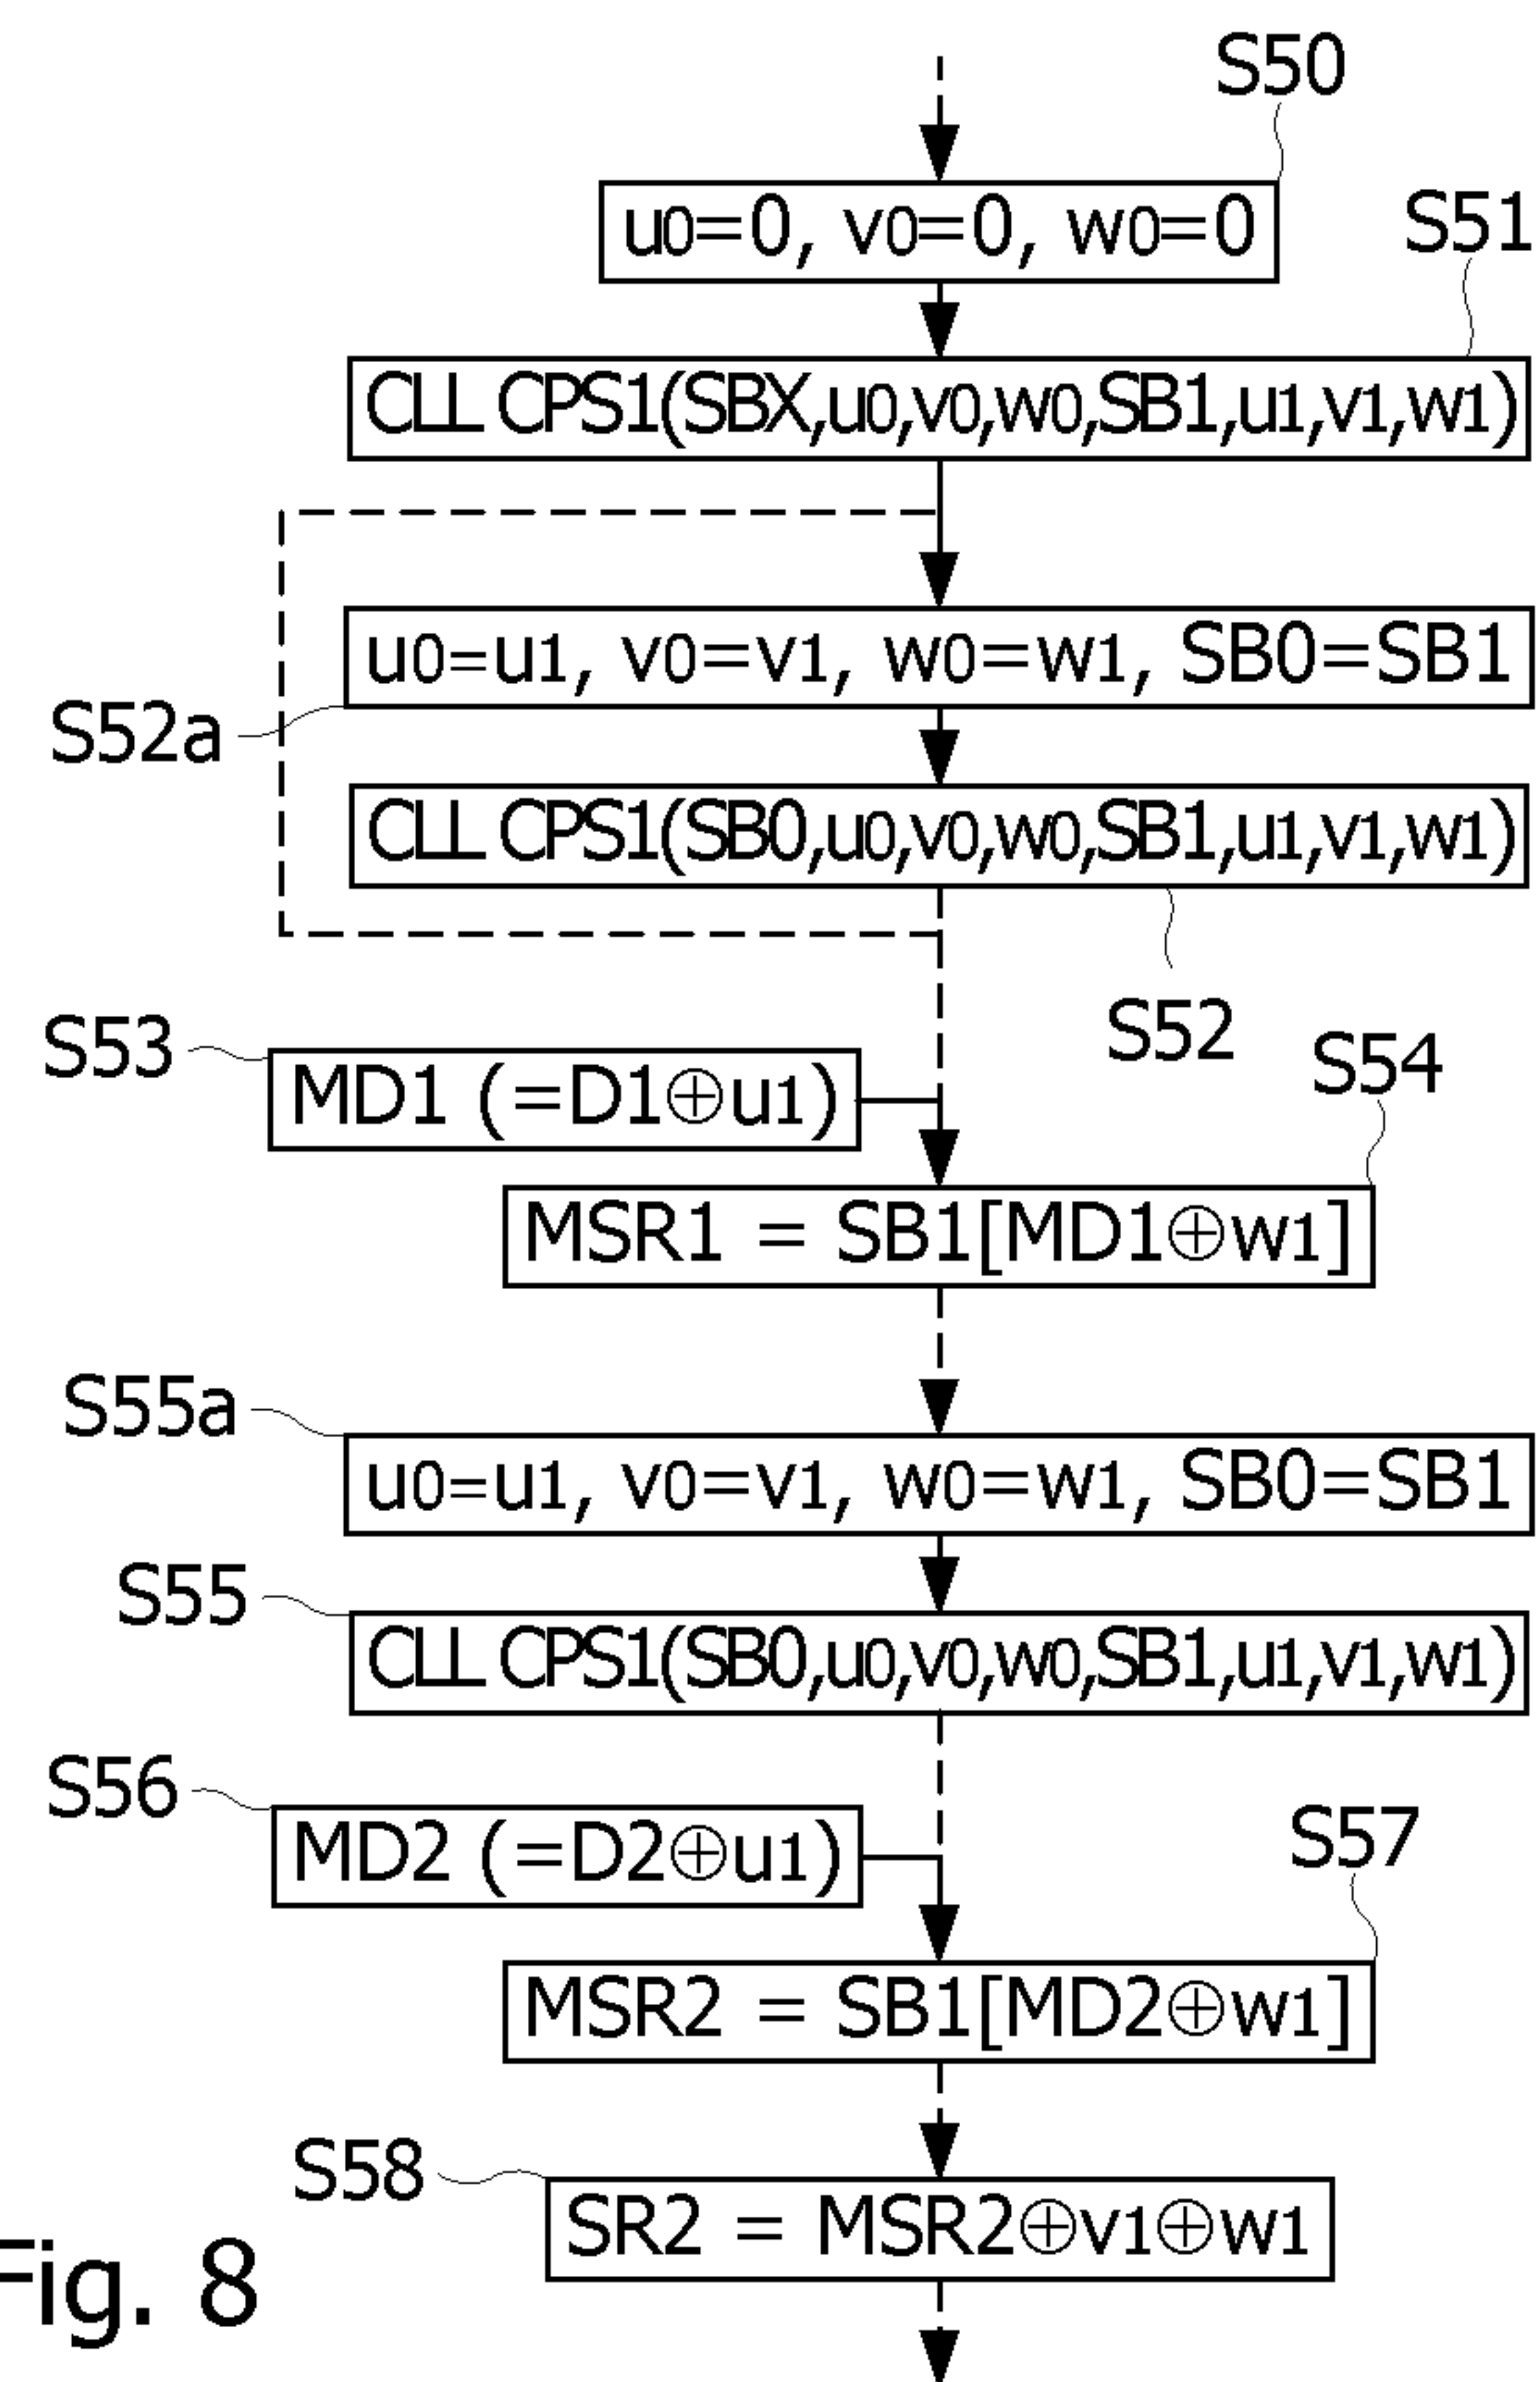 S50
u0=0, v0=0, w0=0
S51
CLL CPS1(SBX,u0,v0,w0,SB1,u1,v1,w1)
u0=u1, v0=v1, w0=w1, SB0=SB1
S52a
CLL CPS1(SB0,u0,v0,w0,SB1,u1,v1,w1)
S52
S53
MD1 (=D1⊕u1)
S54
MSR1 = SB1[MD1⊕w1]
S55a
u0=u1, v0=v1, w0=w1, SB0=SB1
S55
CLL CPS1(SB0,u0,v0,w0,SB1,u1,v1,w1)
S56
MD2 (=D2⊕u1)
S57
MSR2 = SB1[MD2⊕w1]
S58
SR2 = MSR2⊕v1⊕w1
Fig. 8